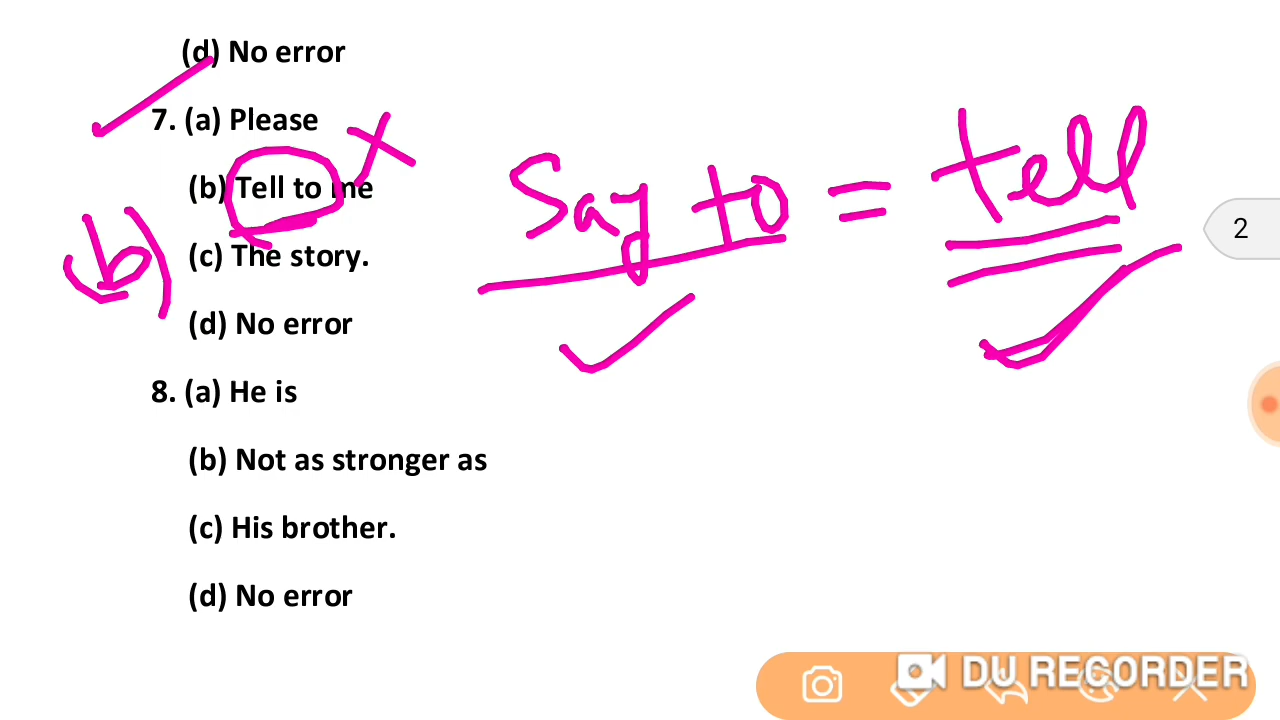 (d) No error
7. (a) Please
(b) Tell to me
Say to = tell
(b)
(c) The story.
2
(d) No error
8. (a) He is
(b) Not as stronger as
(c) His brother.
(d) No error
DU RECORDER